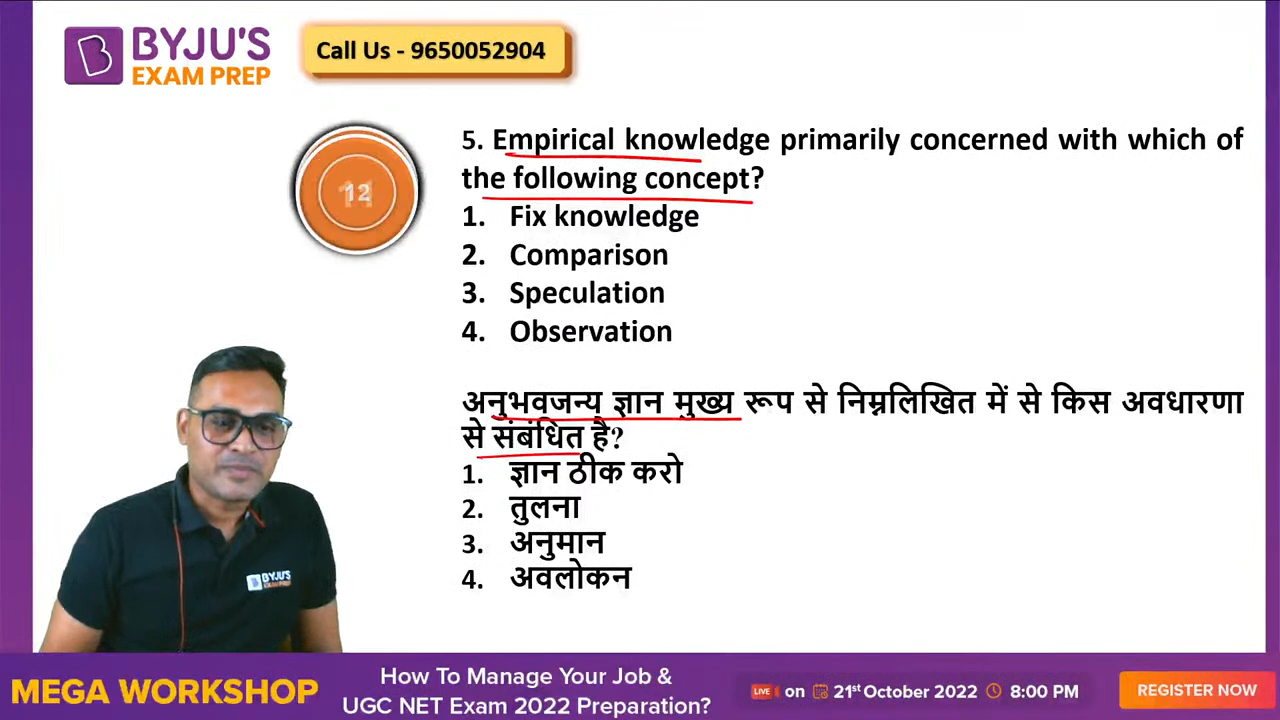 BYJU'S
EXAM PREP
Call Us - 9650052904
5. Empirical knowledge primarily concerned with which of
the following concept?
1. Fix knowledge
2. Comparison
3. Speculation
4. Observation
अनुभवजन्य ज्ञान मुख्य रूप से निम्नलिखित में से किस अवधारणा
से संबंधित है?
1. ज्ञान ठीक करो
2. तुलना
3. अनुमान
4. अवलोकन
BYJU'S
EXAM PREP
MEGA WORKSHOP
How To Manage Your Job &
UGC NET Exam 2022 Preparation?
LIVE on 21st October 2022 8:00 PM
REGISTER NOW